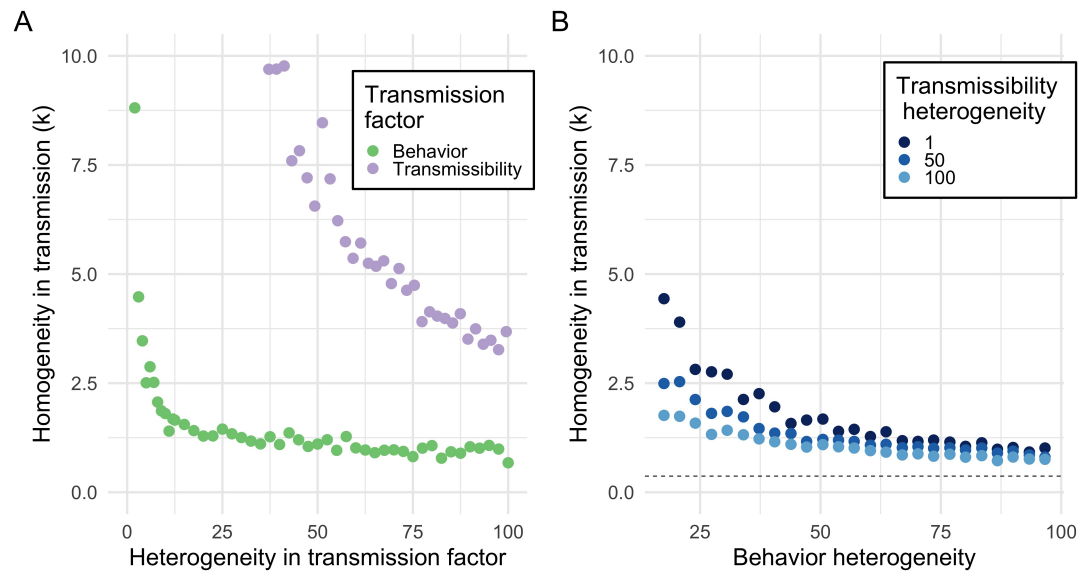 A
Homogeneity in transmission (k)
10.0
7.5
5.0
2.5
0.0
0
25
50
75
100
Heterogeneity in transmission factor
Transmission
factor
Behavior
Transmissibility
B
Homogeneity in transmission (k)
10.0
7.5
5.0
2.5
0.0
25
50
75
100
Behavior heterogeneity
Transmissibility
heterogeneity
1
50
100